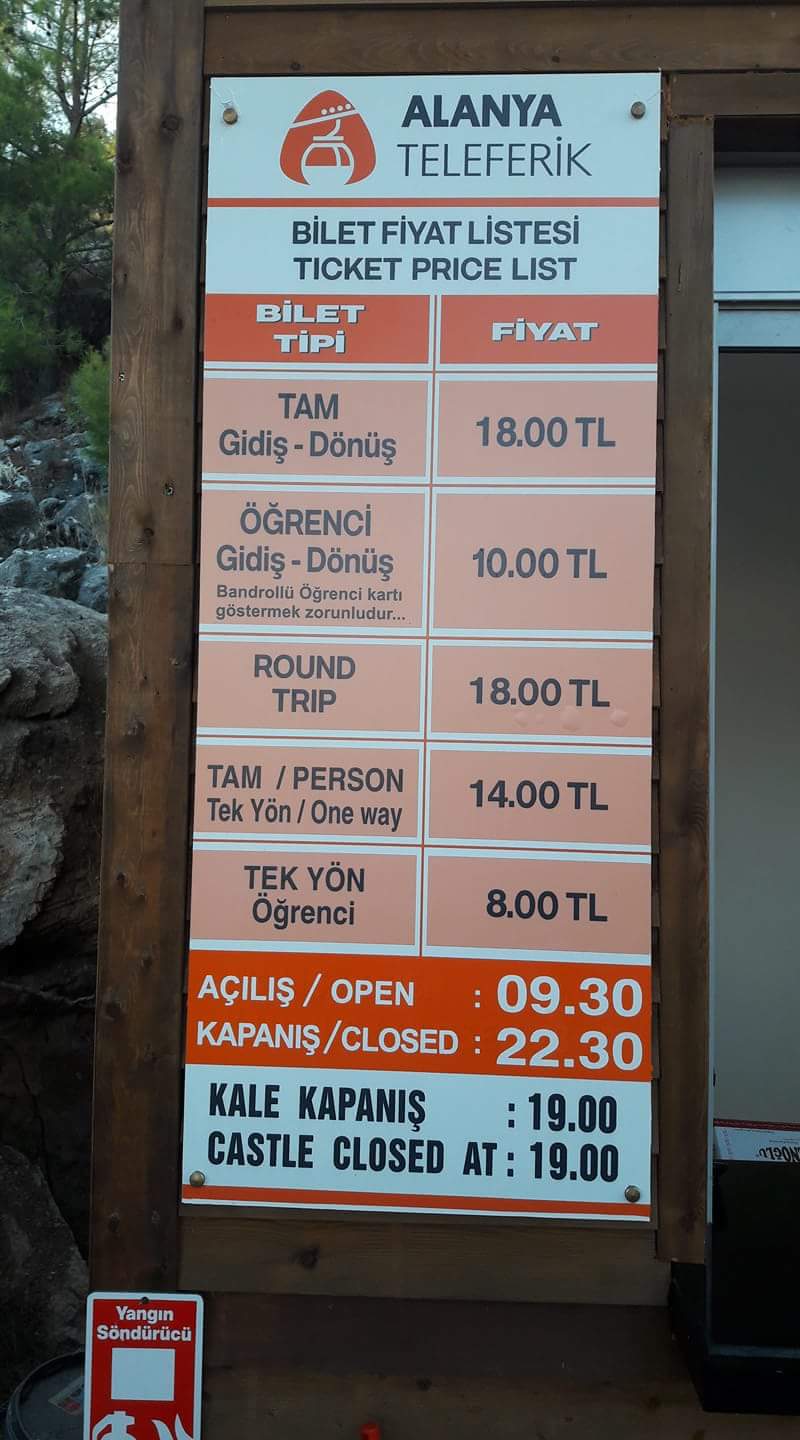 ALANYA
TELEFERİK
BİLET FİYAT LİSTESİ
TICKET PRICE LIST
BİLET
TİPİ
FİYAT
TAM
Gidiş - Dönüş
18.00 TL
ÖĞRENCİ
Gidiş - Dönüş
Bandrollü Öğrenci kartı
göstermek zorunludur...
10.00 TL
ROUND
TRIP
18.00 TL
TAM / PERSON
Tek Yön / One way
14.00 TL
TEK YÖN
Öğrenci
8.00 TL
AÇILIŞ / OPEN : 09.30
KAPANIŞ/CLOSED : 22.30
KALE KAPANIŞ : 19.00
CASTLE CLOSED AT : 19.00
Yangın
Söndürücü